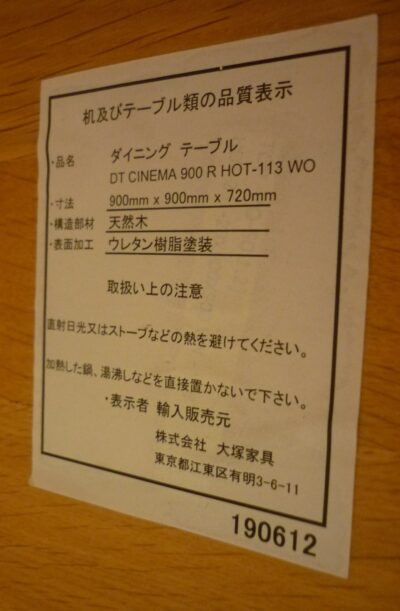 机及びテーブル類の品質表示
・品名 ダイニング テーブル
DT CINEMA 900 R HOT-113 WO
・寸法 900mm x 900mm x 720mm
・構造部材 天然木
・表面加工 ウレタン樹脂塗装
取扱い上の注意
直射日光又はストーブなどの熱を避けてください。
加熱した鍋、湯沸しなどを直接置かないで下さい。
・表示者 輸入販売元
株式会社 大塚家具
東京都江東区有明3-6-11
190612